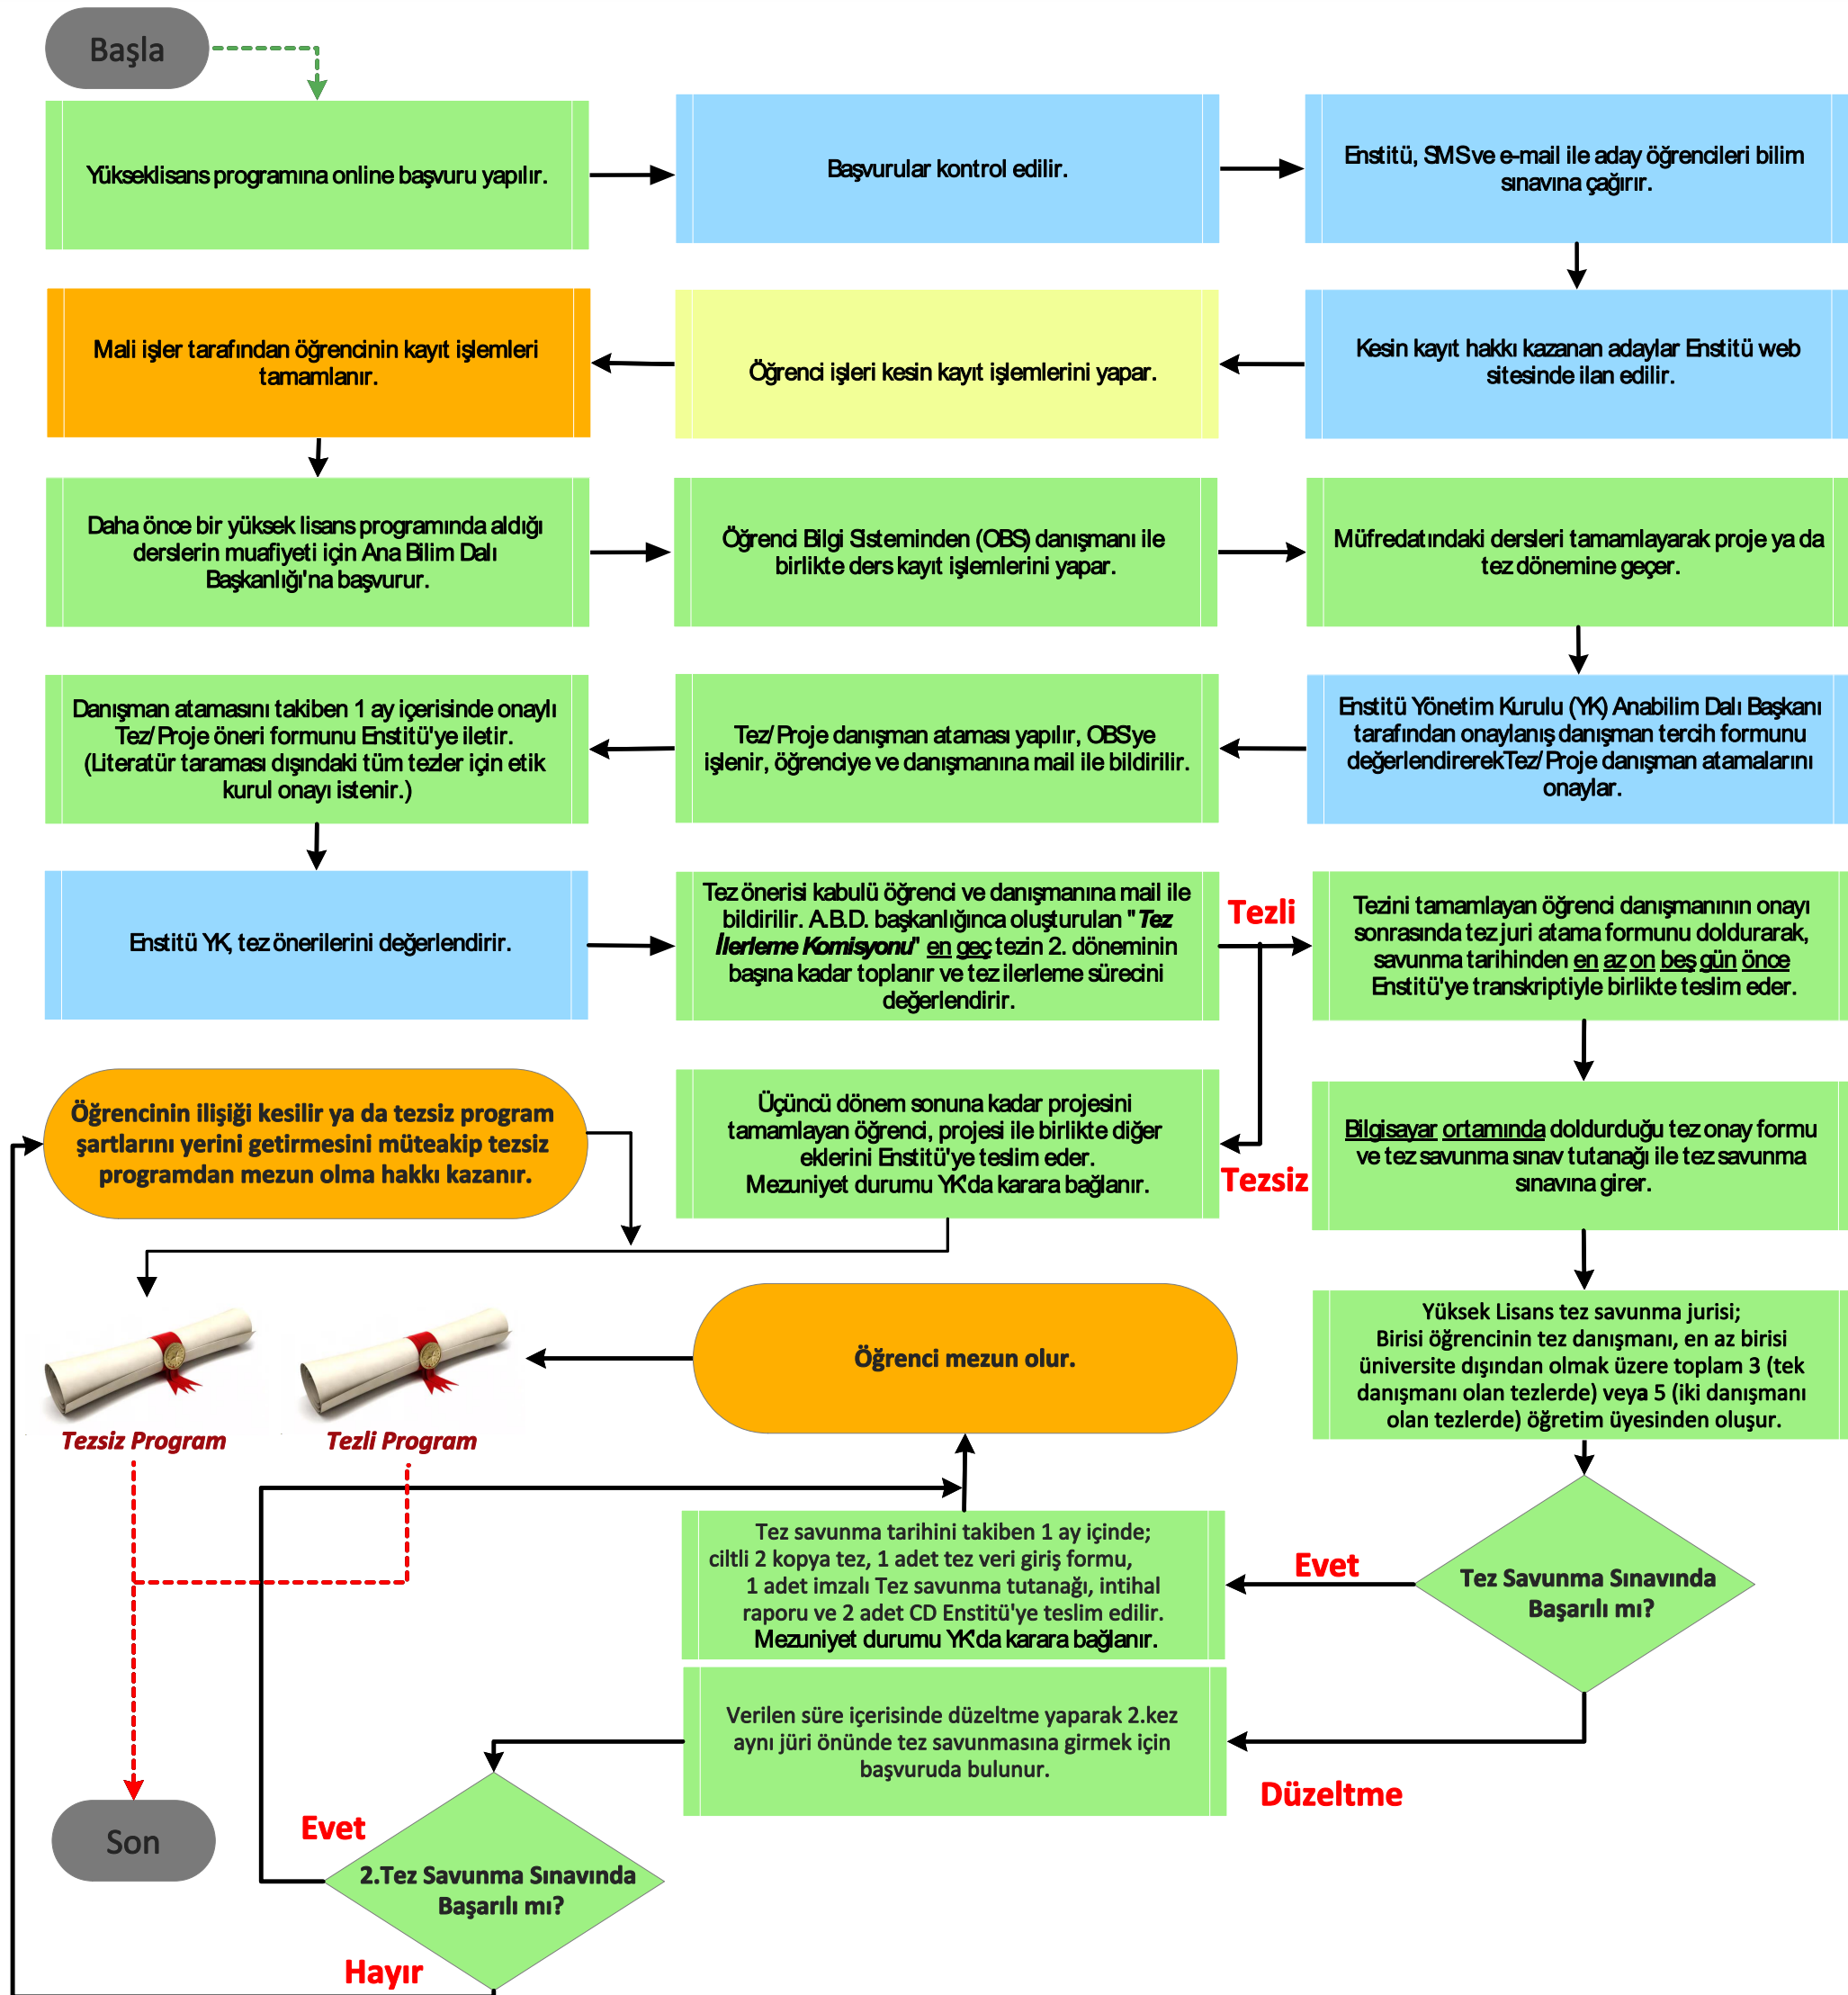 Başla
Yükseklisans programına online başvuru yapılır.
Başvurular kontrol edilir.
Enstitü, SMS ve e-mail ile aday öğrencileri bilim
sınavına çağırır.
Mali işler tarafından öğrencinin kayıt işlemleri
tamamlanır.
Öğrenci işleri kesin kayıt işlemlerini yapar.
Kesin kayıt hakkı kazanan adaylar Enstitü web
sitesinde ilan edilir.
Daha önce bir yüksek lisans programında aldığı
derslerin muafiyeti için Ana Bilim Dalı
Başkanlığı'na başvurur.
Öğrenci Bilgi Sisteminden (OBS) danışmanı ile
birlikte ders kayıt işlemlerini yapar.
Müfredatındaki dersleri tamamlayarak proje ya da
tez dönemine geçer.
Danışman atamasını takiben 1 ay içerisinde onaylı
Tez/Proje öneri formunu Enstitü'ye iletir.
(Literatür taraması dışındaki tüm tezler için etik
kurul onayı istenir.)
Tez/Proje danışman ataması yapılır, OBS'ye
işlenir, öğrenciye ve danışmanına mail ile bildirilir.
Enstitü Yönetim Kurulu (YK) Anabilim Dalı Başkanı
tarafından onaylanış danışman tercih formunu
değerlendirerek Tez/Proje danışman atamalarını
onaylar.
Enstitü YK, tez önerilerini değerlendirir.
Tez önerisi kabulü öğrenci ve danışmanına mail ile
bildirilir. A.B.D. başkanlığınca oluşturulan "Tez
İlerleme Komisyonu" en geç tezin 2. döneminin
başına kadar toplanır ve tez ilerleme sürecini
değerlendirir.
Tezli
Tezini tamamlayan öğrenci danışmanının onayı
sonrasında tez juri atama formunu doldurarak,
savunma tarihinden en az on beş gün önce
Enstitü'ye transkriptiyle birlikte teslim eder.
Öğrencinin ilişiği kesilir ya da tezsiz program
şartlarını yerini getirmesini müteakip tezsiz
programdan mezun olma hakkı kazanır.
Üçüncü dönem sonuna kadar projesini
tamamlayan öğrenci, projesi ile birlikte diğer
eklerini Enstitü'ye teslim eder.
Mezuniyet durumu YK'da karara bağlanır.
Tezsiz
Bilgisayar ortamında doldurduğu tez onay formu
ve tez savunma sınav tutanağı ile tez savunma
sınavına girer.
Öğrenci mezun olur.
Yüksek Lisans tez savunma jurisi;
Birisi öğrencinin tez danışmanı, en az birisi
üniversite dışından olmak üzere toplam 3 (tek
danışmanı olan tezlerde) veya 5 (iki danışmanı
olan tezlerde) öğretim üyesinden oluşur.
Tezsiz Program
Tezli Program
Tez savunma tarihini takiben 1 ay içinde;
ciltli 2 kopya tez, 1 adet tez veri giriş formu,
1 adet imzalı Tez savunma tutanağı, intihal
raporu ve 2 adet CD Enstitü'ye teslim edilir.
Mezuniyet durumu YK'da karara bağlanır.
Evet
Tez Savunma Sınavında
Başarılı mı?
Verilen süre içerisinde düzeltme yaparak 2.kez
aynı jüri önünde tez savunmasına girmek için
başvuruda bulunur.
Düzeltme
Son
Evet
2.Tez Savunma Sınavında
Başarılı mı?
Hayır